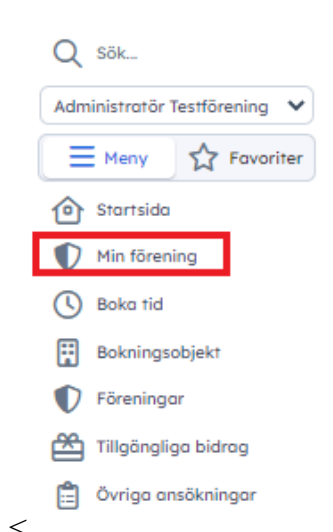 Sök...
Administratör Testförening
Meny Favoriter
Startsida
Min förening
Boka tid
Bokningsobjekt
Föreningar
Tillgängliga bidrag
Övriga ansökningar
<